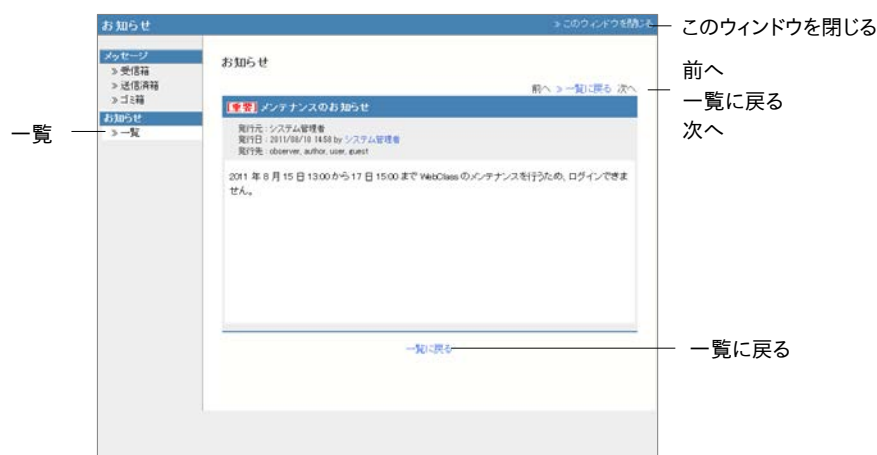 お知らせ
» このウィンドウを閉じる
このウィンドウを閉じる
メッセージ
» 受信箱
» 送信済箱
» ゴミ箱
お知らせ
» 一覧
一覧
お知らせ
前へ » 一覧に戻る 次へ
前へ
一覧に戻る
次へ
【重要】メンテナンスのお知らせ
発行元 : システム管理者
発行日 : 2011/08/10 14:58 by システム管理者
発行先 : observer, author, user, guest
2011 年 8 月 15 日 13:00 から 17 日 15:00 まで WebClass のメンテナンスを行うため、ログインできま
せん。
一覧に戻る
一覧に戻る